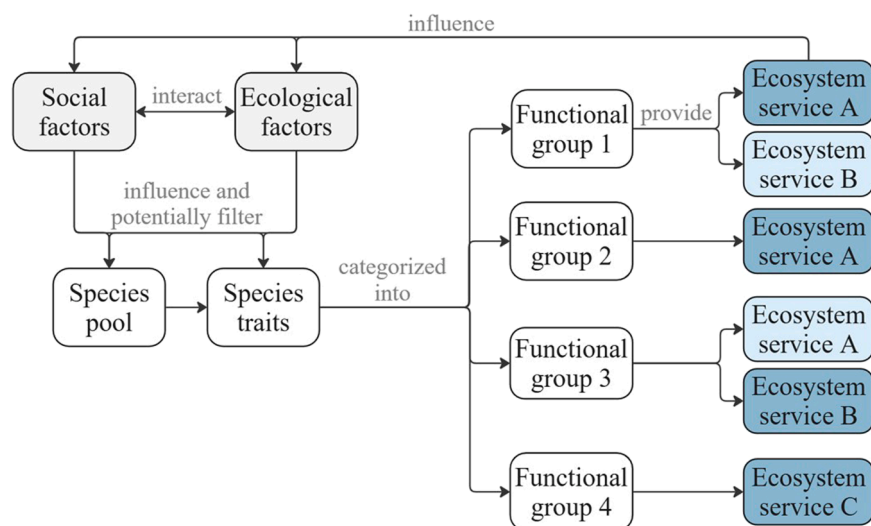 influence
Social
factors
interact
Ecological
factors
influence and
potentially filter
Species
pool
Species
traits
categorized
into
Functional
group 1
provide
Ecosystem
service A
Ecosystem
service B
Functional
group 2
Ecosystem
service A
Functional
group 3
Ecosystem
service A
Ecosystem
service B
Functional
group 4
Ecosystem
service C